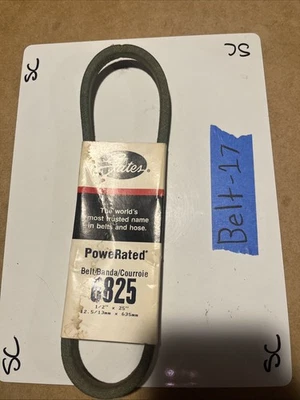 SC
SC
Gates
The world's
most trusted name
in belts and hose.
PoweRated®
Belt/Banda/Courroie
6825
1/2" x 25"
12.5/13mm x 635mm
Belt-17
SC
SC